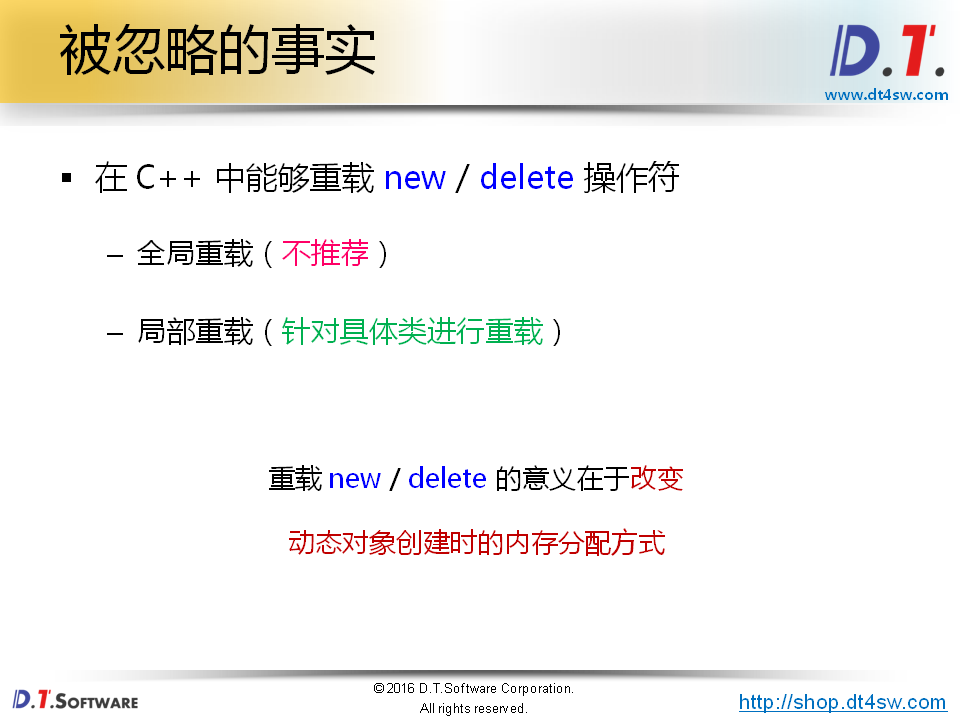 被忽略的事实
D.T.
www.dt4sw.com
▪ 在 C++ 中能够重载 new / delete 操作符
– 全局重载（不推荐）
– 局部重载（针对具体类进行重载）
重载 new / delete 的意义在于改变
动态对象创建时的内存分配方式
D.T.SOFTWARE
©2016 D.T.Software Corporation.
All rights reserved.
http://shop.dt4sw.com